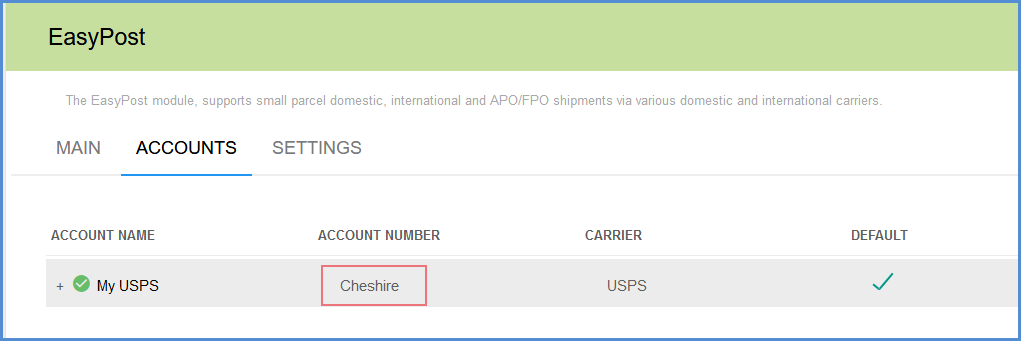 EasyPost
The EasyPost module, supports small parcel domestic, international and APO/FPO shipments via various domestic and international carriers.
MAIN ACCOUNTS SETTINGS
ACCOUNT NAME ACCOUNT NUMBER CARRIER DEFAULT
+ My USPS Cheshire USPS